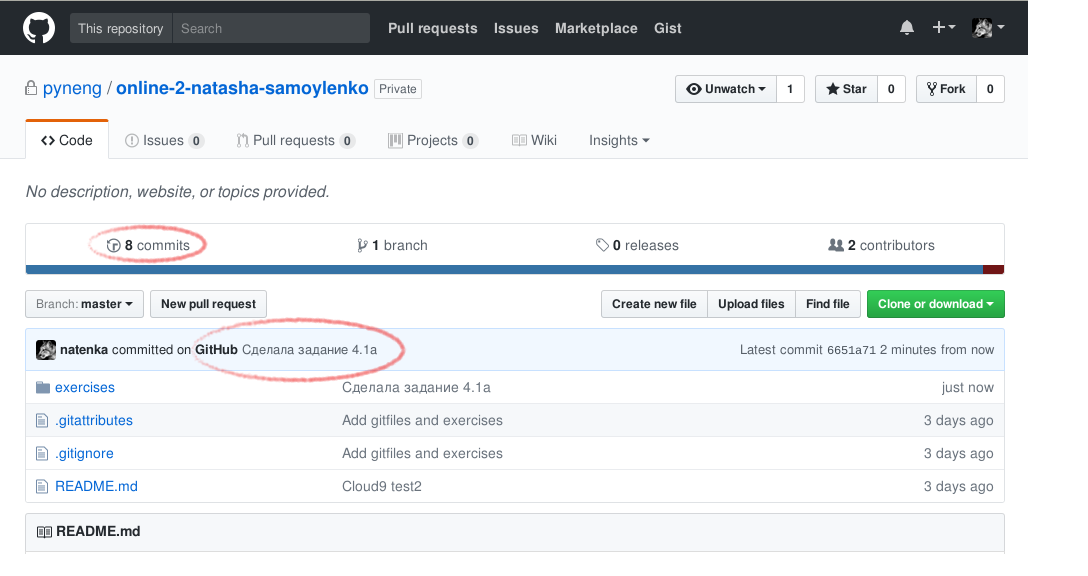 This repository Search Pull requests Issues Marketplace Gist
pyneng / online-2-natasha-samoylenko Private Unwatch 1 Star 0 Fork 0
Code Issues 0 Pull requests 0 Projects 0 Wiki Insights
No description, website, or topics provided.
8 commits 1 branch 0 releases 2 contributors
Branch: master New pull request Create new file Upload files Find file Clone or download
natenka committed on GitHub Сделала задание 4.1a Latest commit 6651a71 2 minutes from now
exercises Сделала задание 4.1a just now
.gitattributes Add gitfiles and exercises 3 days ago
.gitignore Add gitfiles and exercises 3 days ago
README.md Cloud9 test2 3 days ago
README.md